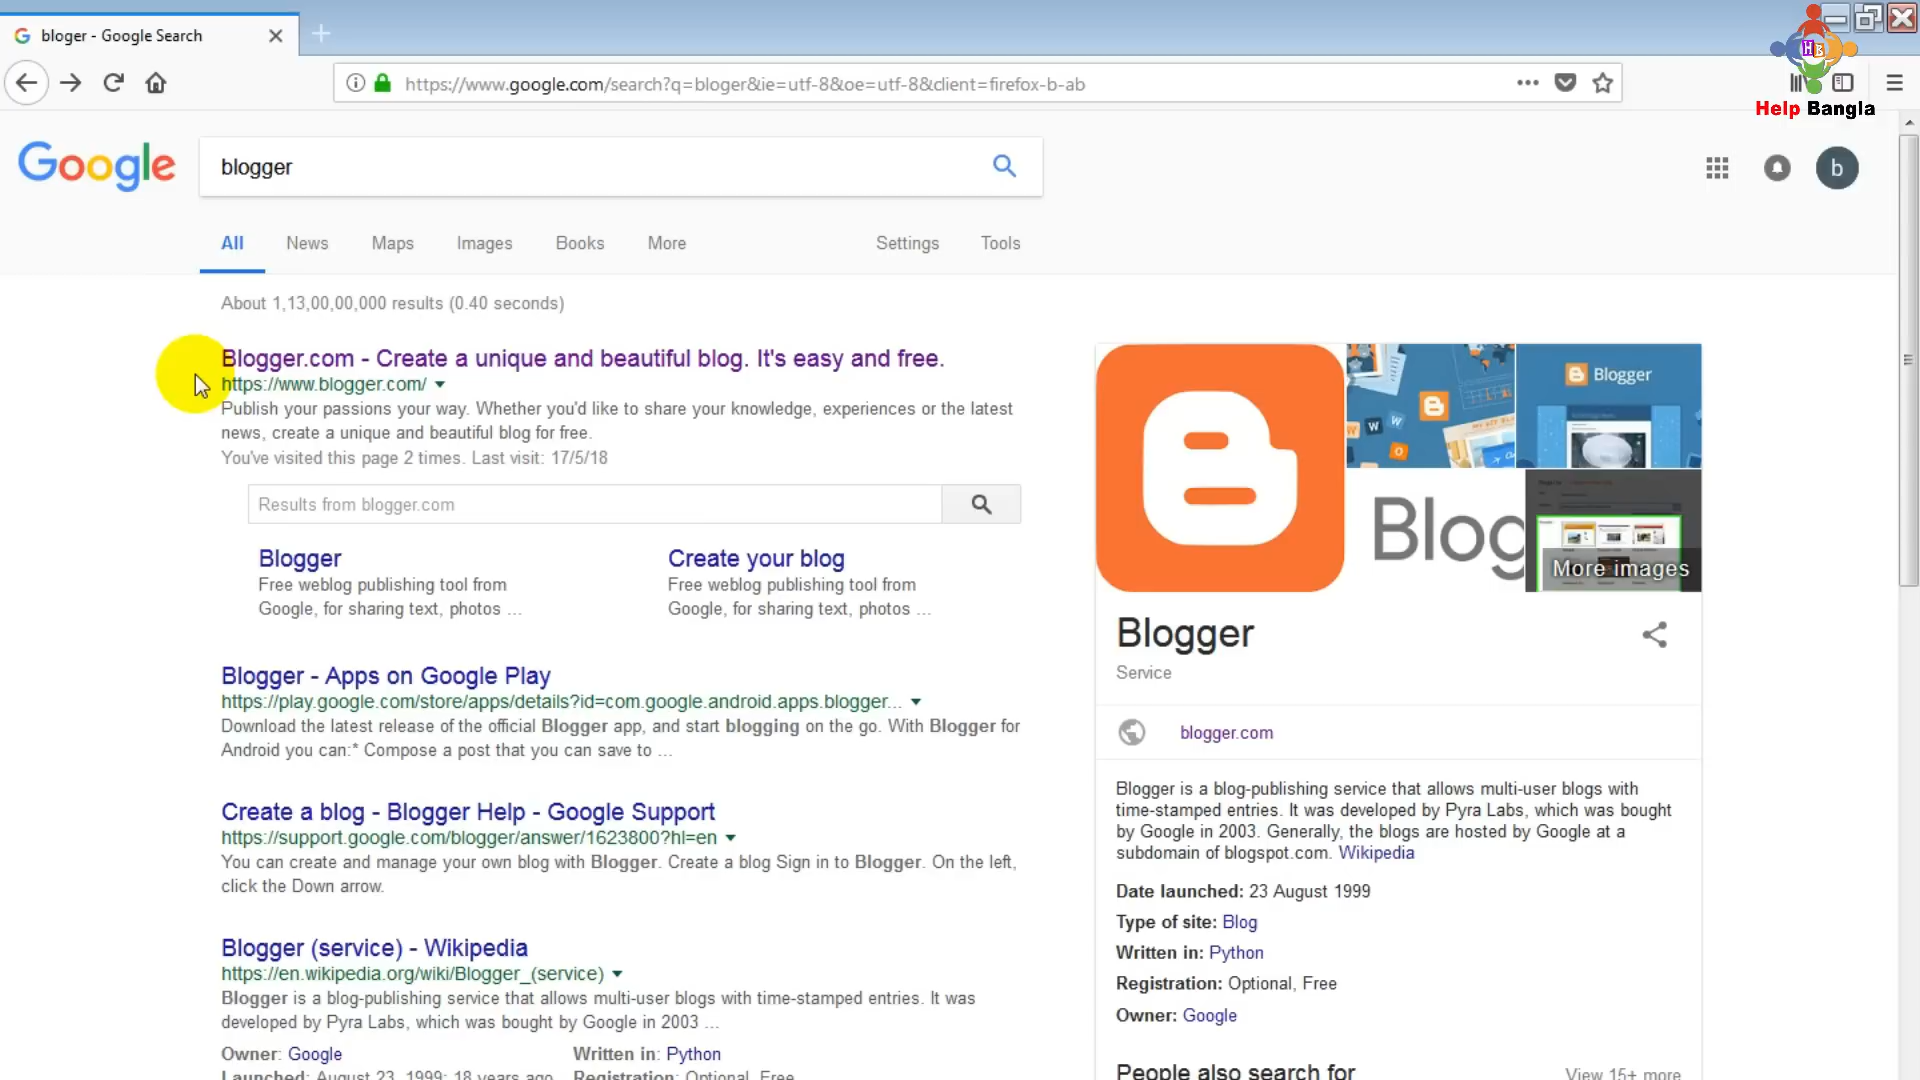 bloger - Google Search
https://www.google.com/search?q=bloger&ie=utf-8&oe=utf-8&client=firefox-b-ab
HB
Help Bangla
Google
blogger
b
All News Maps Images Books More Settings Tools
About 1,13,00,00,000 results (0.40 seconds)
Blogger.com - Create a unique and beautiful blog. It's easy and free.
https://www.blogger.com/
Publish your passions your way. Whether you'd like to share your knowledge, experiences or the latest
news, create a unique and beautiful blog for free.
You've visited this page 2 times. Last visit: 17/5/18
Results from blogger.com
Blogger
Free weblog publishing tool from
Google, for sharing text, photos ...
Create your blog
Free weblog publishing tool from
Google, for sharing text, photos ...
Blogger - Apps on Google Play
https://play.google.com/store/apps/details?id=com.google.android.apps.blogger...
Download the latest release of the official Blogger app, and start blogging on the go. With Blogger for
Android you can:* Compose a post that you can save to ...
Create a blog - Blogger Help - Google Support
https://support.google.com/blogger/answer/1623800?hl=en
You can create and manage your own blog with Blogger. Create a blog Sign in to Blogger. On the left,
click the Down arrow.
Blogger (service) - Wikipedia
https://en.wikipedia.org/wiki/Blogger_(service)
Blogger is a blog-publishing service that allows multi-user blogs with time-stamped entries. It was
developed by Pyra Labs, which was bought by Google in 2003 ...
Owner: Google Written in: Python
Launched: August 23, 1999; 18 years ago Registration: Optional, Free
Blogger
Blog
More images
Blogger
Service
blogger.com
Blogger is a blog-publishing service that allows multi-user blogs with
time-stamped entries. It was developed by Pyra Labs, which was bought
by Google in 2003. Generally, the blogs are hosted by Google at a
subdomain of blogspot.com. Wikipedia
Date launched: 23 August 1999
Type of site: Blog
Written in: Python
Registration: Optional, Free
Owner: Google
People also search for View 15+ more